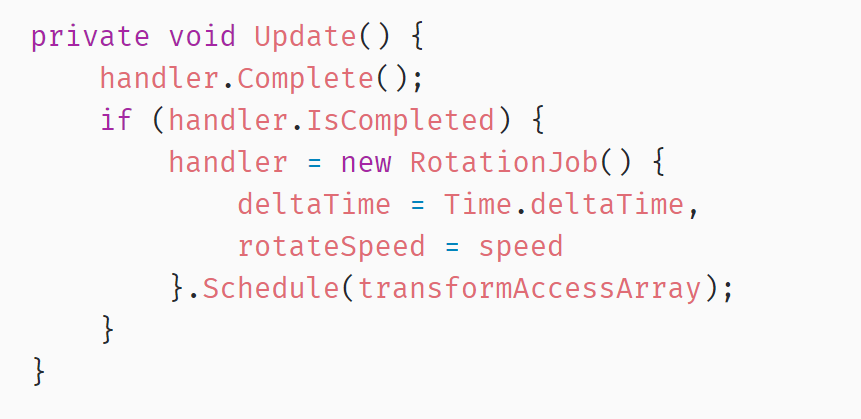 private void Update() {
    handler.Complete();
    if (handler.IsCompleted) {
        handler = new RotationJob() {
            deltaTime = Time.deltaTime,
            rotateSpeed = speed
        }.Schedule(transformAccessArray);
    }
}